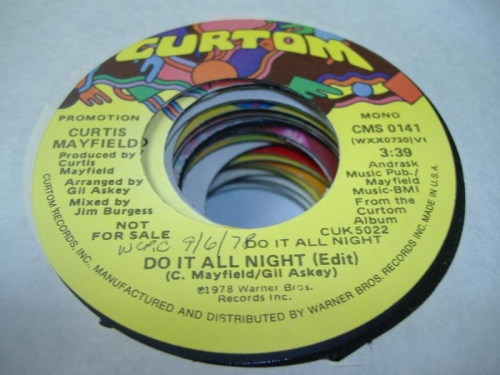 CURTOM
PROMOTION
CURTIS
MAYFIELD
Produced by
Curtis
Mayfield
Arranged by
Gil Askey
Mixed by
Jim Burgess
NOT
FOR SALE
MONO
CMS 0141
(WXX0730)V1
3:39
Andrask
Music Pub./
Mayfield
Music-BMI
From the
Curtom
Album
CUK5022
DO IT ALL NIGHT
9/6/78
DO IT ALL NIGHT (Edit)
(C. Mayfield/Gil Askey)
℗1978 Warner Bros.
Records Inc.
CURTOM RECORDS, INC., MANUFACTURED AND DISTRIBUTED BY WARNER BROS. RECORDS INC. MADE IN U.S.A.